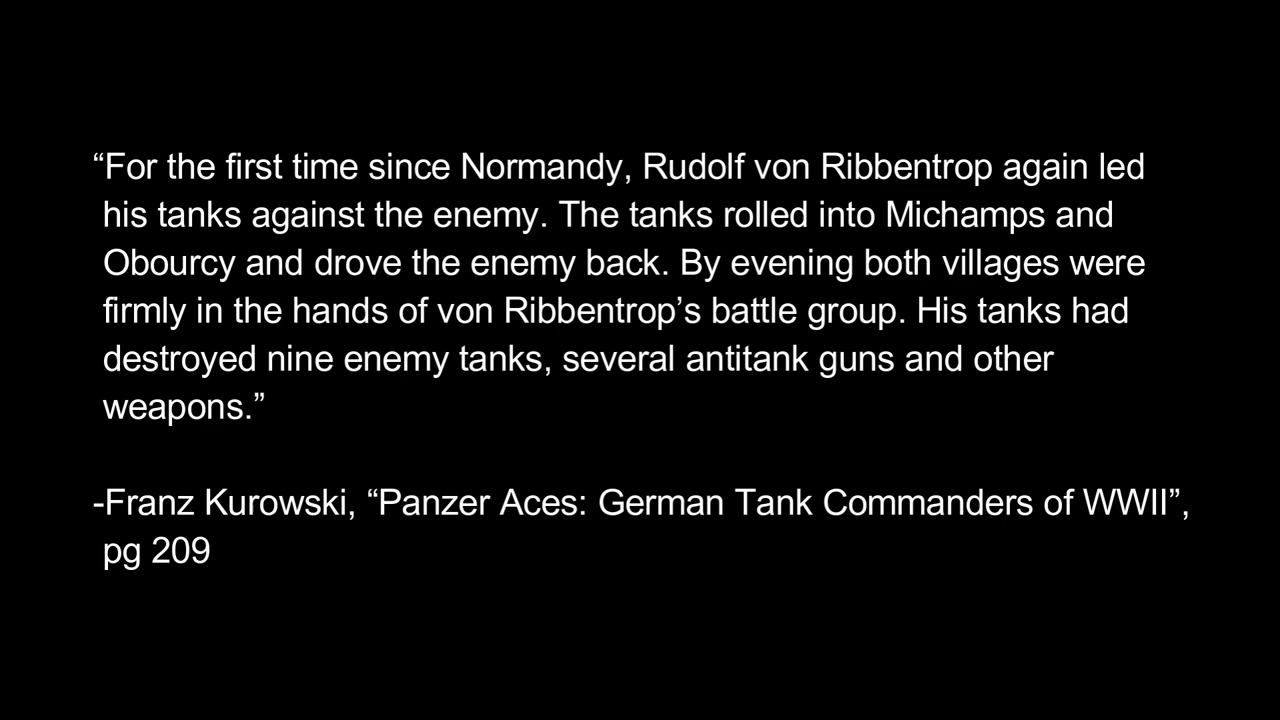 “For the first time since Normandy, Rudolf von Ribbentrop again led
his tanks against the enemy. The tanks rolled into Michamps and
Obourcy and drove the enemy back. By evening both villages were
firmly in the hands of von Ribbentrop’s battle group. His tanks had
destroyed nine enemy tanks, several antitank guns and other
weapons.”
-Franz Kurowski, “Panzer Aces: German Tank Commanders of WWII”,
pg 209